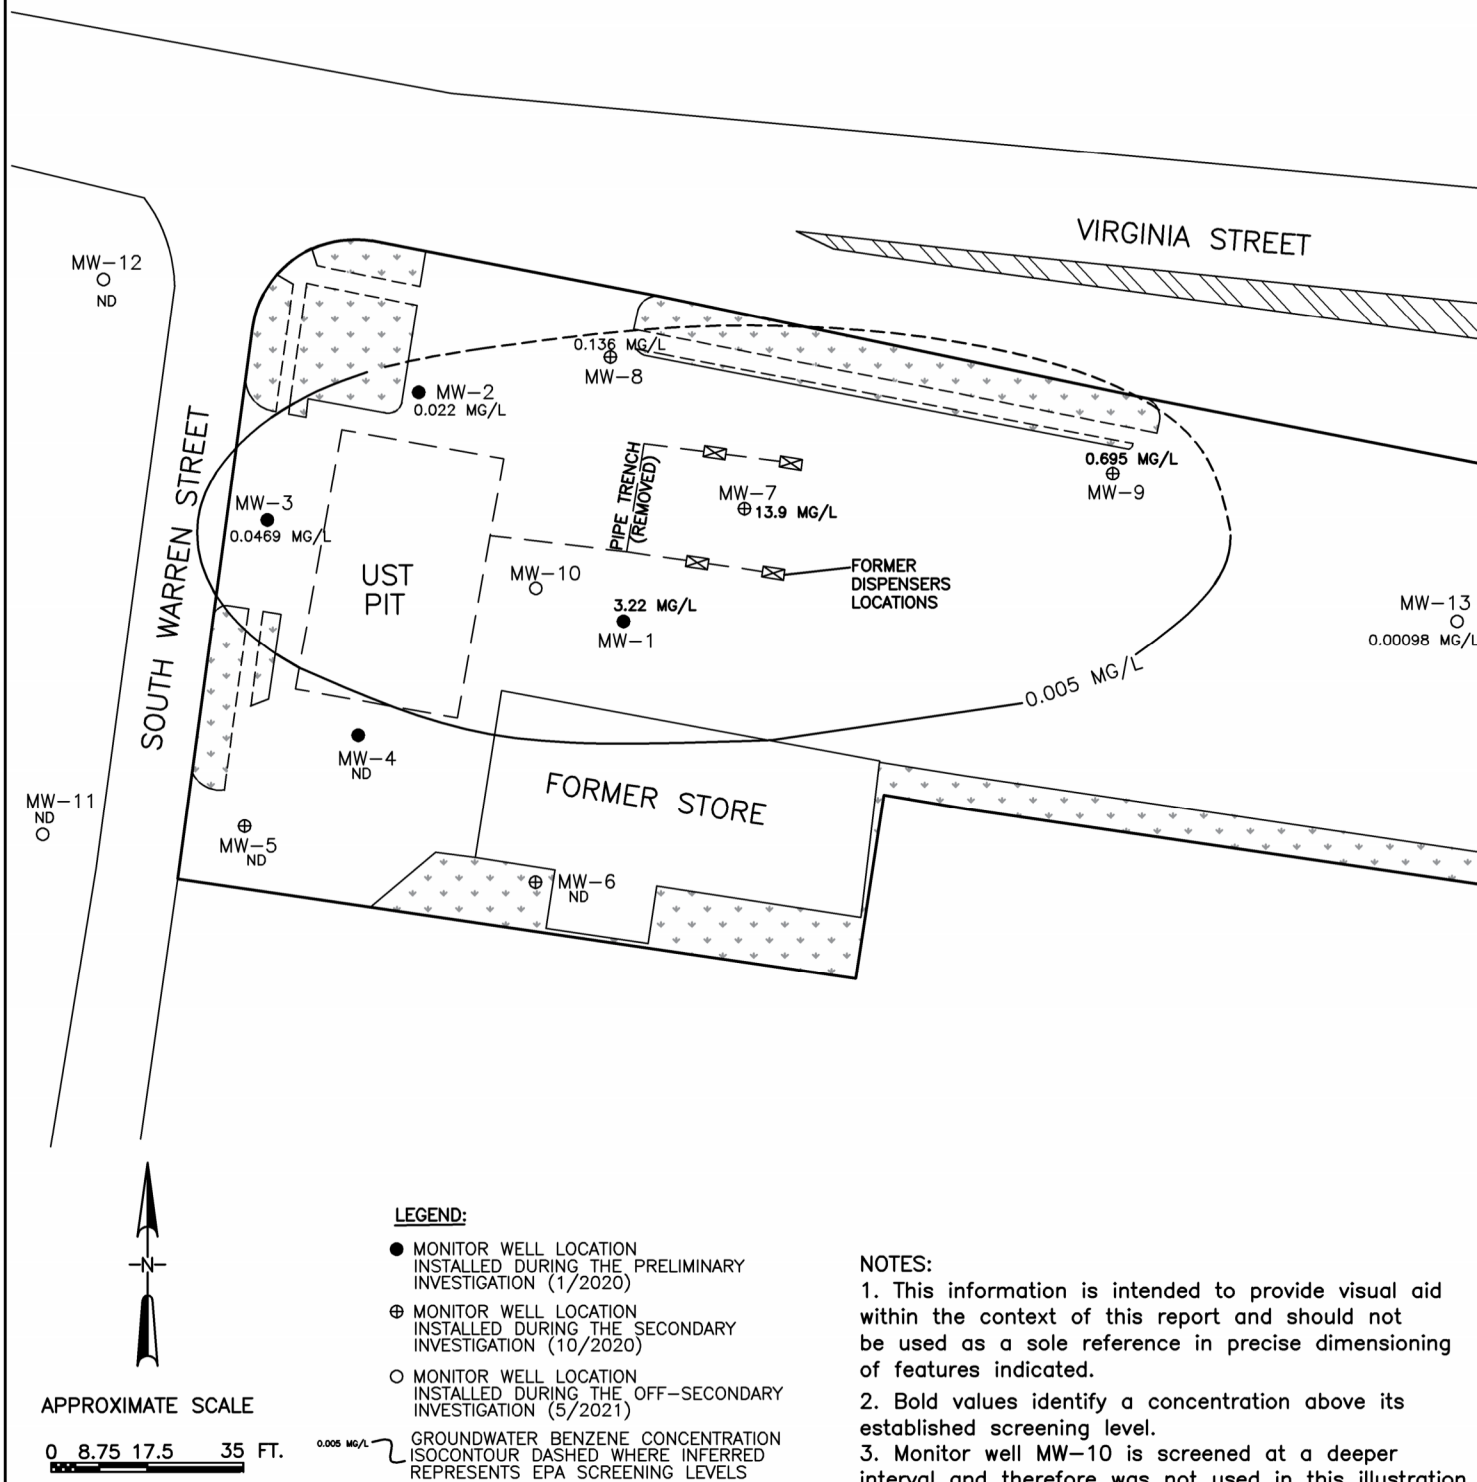 VIRGINIA STREET
MW-12
ND
0.136 MG/L
MW-8
MW-2
0.022 MG/L
SOUTH WARREN STREET
MW-3
0.0469 MG/L
PIPE TRENCH
(REMOVED)
MW-7
13.9 MG/L
0.695 MG/L
MW-9
UST
PIT
MW-10
3.22 MG/L
MW-1
FORMER
DISPENSERS
LOCATIONS
MW-13
0.00098 MG/L
0.005 MG/L
MW-4
ND
FORMER STORE
MW-11
ND
MW-5
ND
MW-6
ND
-N-
APPROXIMATE SCALE
0 8.75 17.5 35 FT.
LEGEND:
MONITOR WELL LOCATION
INSTALLED DURING THE PRELIMINARY
INVESTIGATION (1/2020)
MONITOR WELL LOCATION
INSTALLED DURING THE SECONDARY
INVESTIGATION (10/2020)
MONITOR WELL LOCATION
INSTALLED DURING THE OFF-SECONDARY
INVESTIGATION (5/2021)
0.005 MG/L
GROUNDWATER BENZENE CONCENTRATION
ISOCONTOUR DASHED WHERE INFERRED
REPRESENTS EPA SCREENING LEVELS
NOTES:
1. This information is intended to provide visual aid
within the context of this report and should not
be used as a sole reference in precise dimensioning
of features indicated.
2. Bold values identify a concentration above its
established screening level.
3. Monitor well MW-10 is screened at a deeper
interval and therefore was not used in this illustration